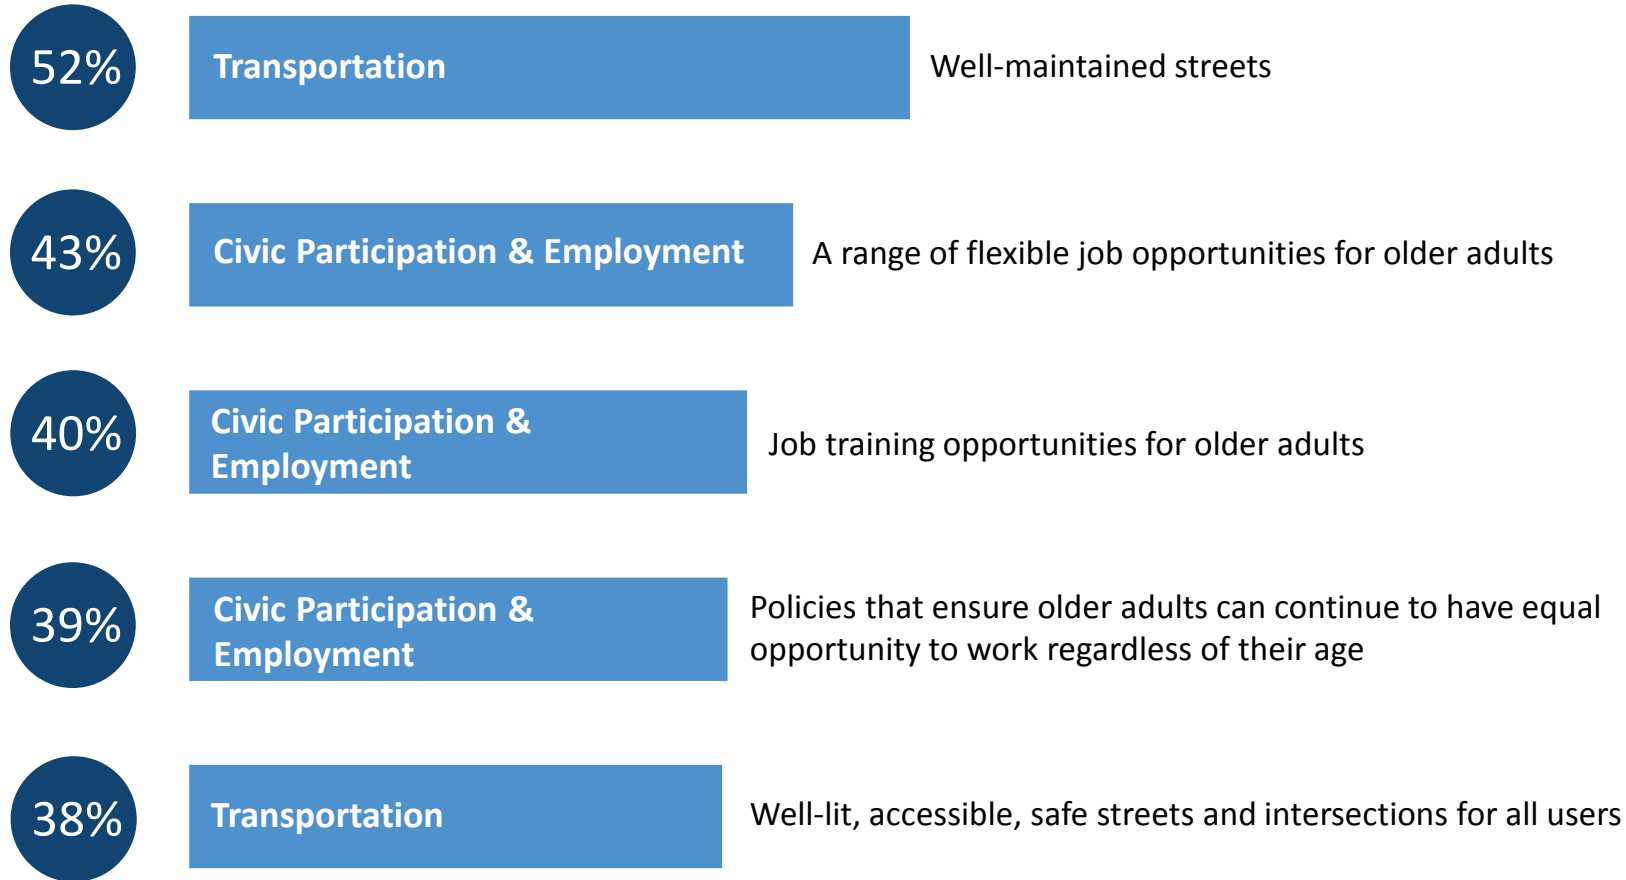 52%
Transportation
Well-maintained streets
43%
Civic Participation & Employment
A range of flexible job opportunities for older adults
40%
Civic Participation &
Employment
Job training opportunities for older adults
39%
Civic Participation &
Employment
Policies that ensure older adults can continue to have equal
opportunity to work regardless of their age
38%
Transportation
Well-lit, accessible, safe streets and intersections for all users